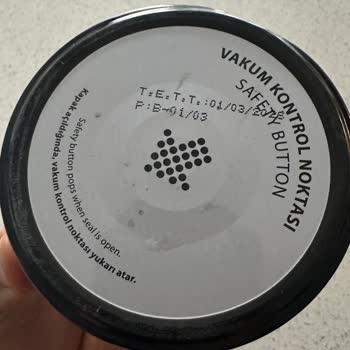 VAKUM KONTROL NOKTASI
SAFETY BUTTON
T.E.T.T.:01/03/2026
P:B-01/03
Safety button pops when seal is open.
Kapak açıldığında, vakum kontrol noktası yukarı atar.